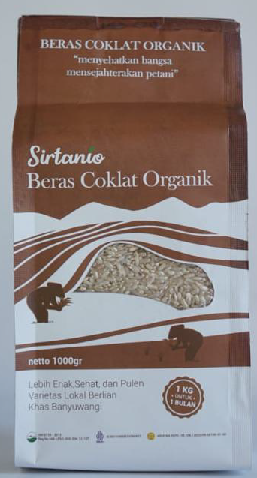 BERAS COKLAT ORGANIK
"menyehatkan bangsa
mensejahterakan petani"
Sirtanio
Beras Coklat Organik
netto 1000gr
Lebih Enak,Sehat, dan Pulen
Varietas Lokal Berlian
Khas Banyuwangi
1 KG
UNTUK
1 BULAN